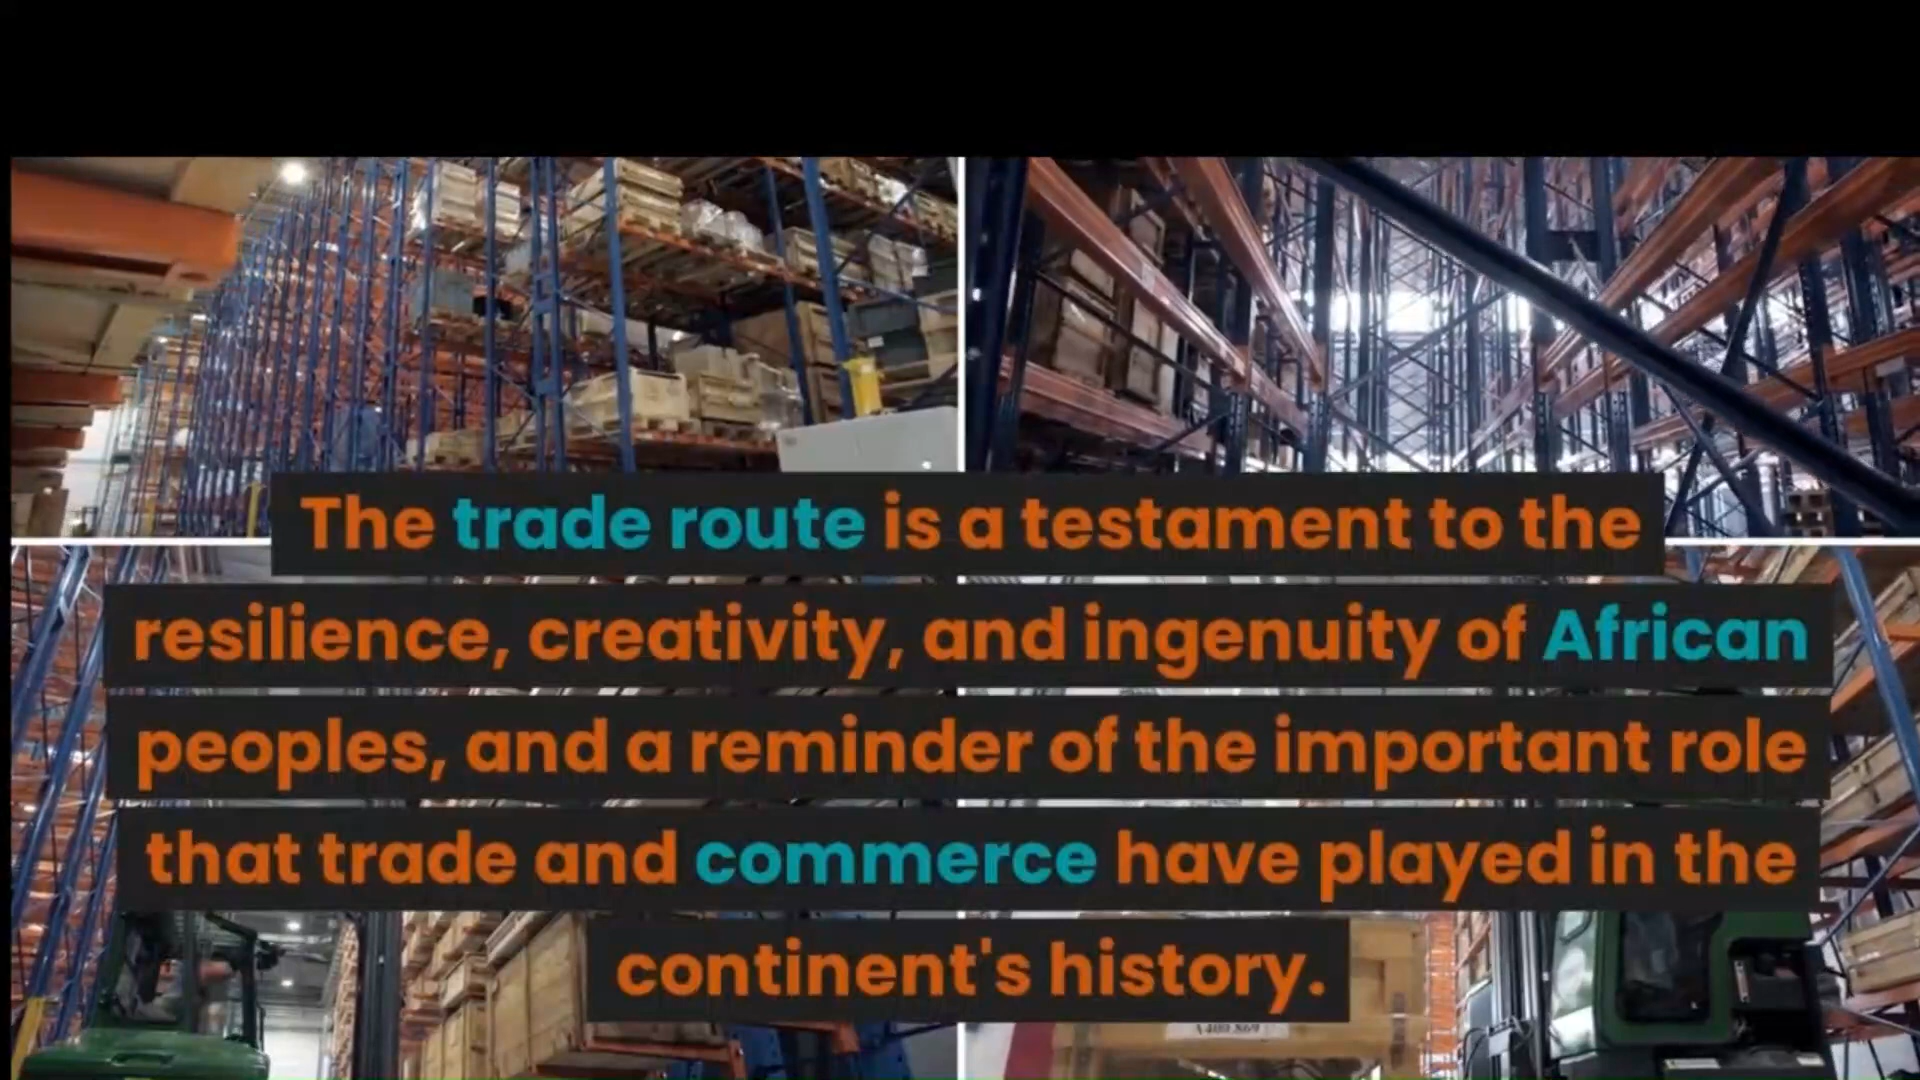 The trade route is a testament to the
resilience, creativity, and ingenuity of African
peoples, and a reminder of the important role
that trade and commerce have played in the
continent's history.